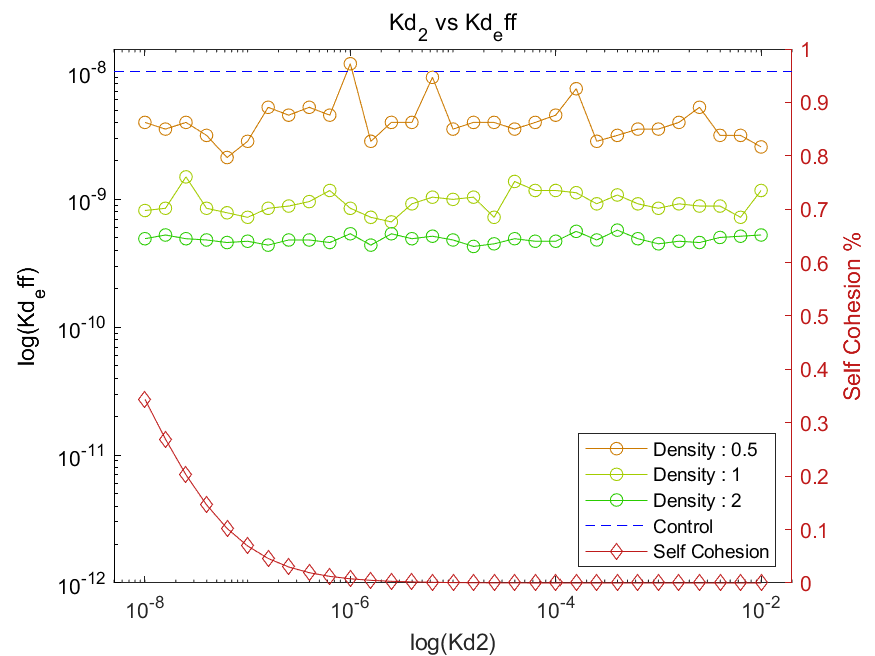 Kd2 vs Kdeff
log(Kdeff)
10-8
10-9
10-10
10-11
10-12
10-8
10-6
10-4
10-2
log(Kd2)
1
0.9
0.8
0.7
0.6
0.5
0.4
0.3
0.2
0.1
0
Self Cohesion %
Density : 0.5
Density : 1
Density : 2
Control
Self Cohesion